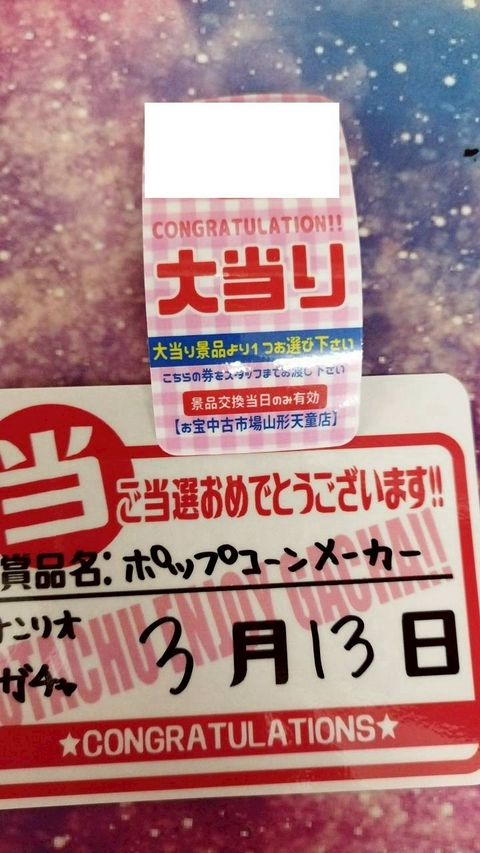 CONGRATULATION!!
大当り
大当り景品より1つお選び下さい
こちらの券をスタッフまでお渡し下さい
景品交換当日のみ有効
【お宝中古市場山形天童店】
当
ご当選おめでとうございます!!
賞品名:ポップコーンメーカー
サンリオ
ガチャ
3月13日
OTACHU ENJOY GACHA!!
★CONGRATULATIONS★